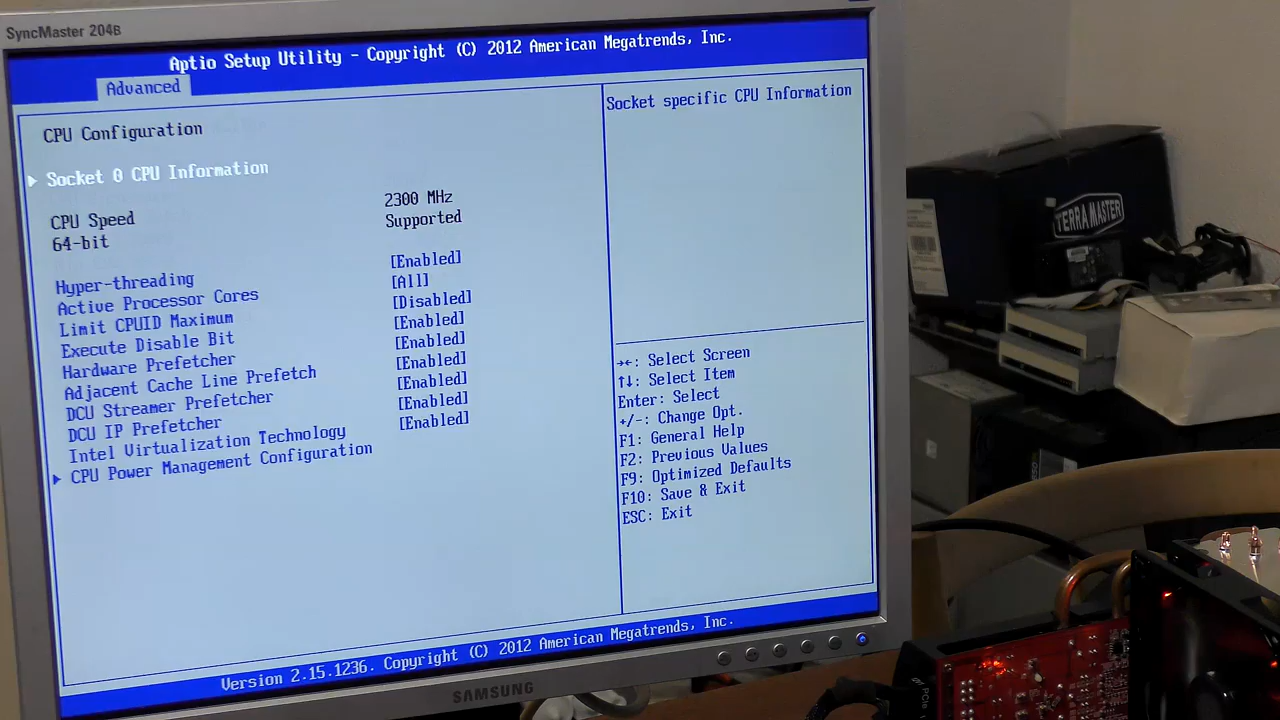 SyncMaster 204B
Aptio Setup Utility - Copyright (C) 2012 American Megatrends, Inc.
Advanced
CPU Configuration
Socket 0 CPU Information
CPU Speed 2300 MHz
64-bit Supported
Hyper-threading [Enabled]
Active Processor Cores [All]
Limit CPUID Maximum [Disabled]
Execute Disable Bit [Enabled]
Hardware Prefetcher [Enabled]
Adjacent Cache Line Prefetch [Enabled]
DCU Streamer Prefetcher [Enabled]
DCU IP Prefetcher [Enabled]
Intel Virtualization Technology [Enabled]
CPU Power Management Configuration
Socket specific CPU Information
→←: Select Screen
↑↓: Select Item
Enter: Select
+/-: Change Opt.
F1: General Help
F2: Previous Values
F9: Optimized Defaults
F10: Save & Exit
ESC: Exit
Version 2.15.1236. Copyright (C) 2012 American Megatrends, Inc.
SAMSUNG
TERRAMASTER
PCIe